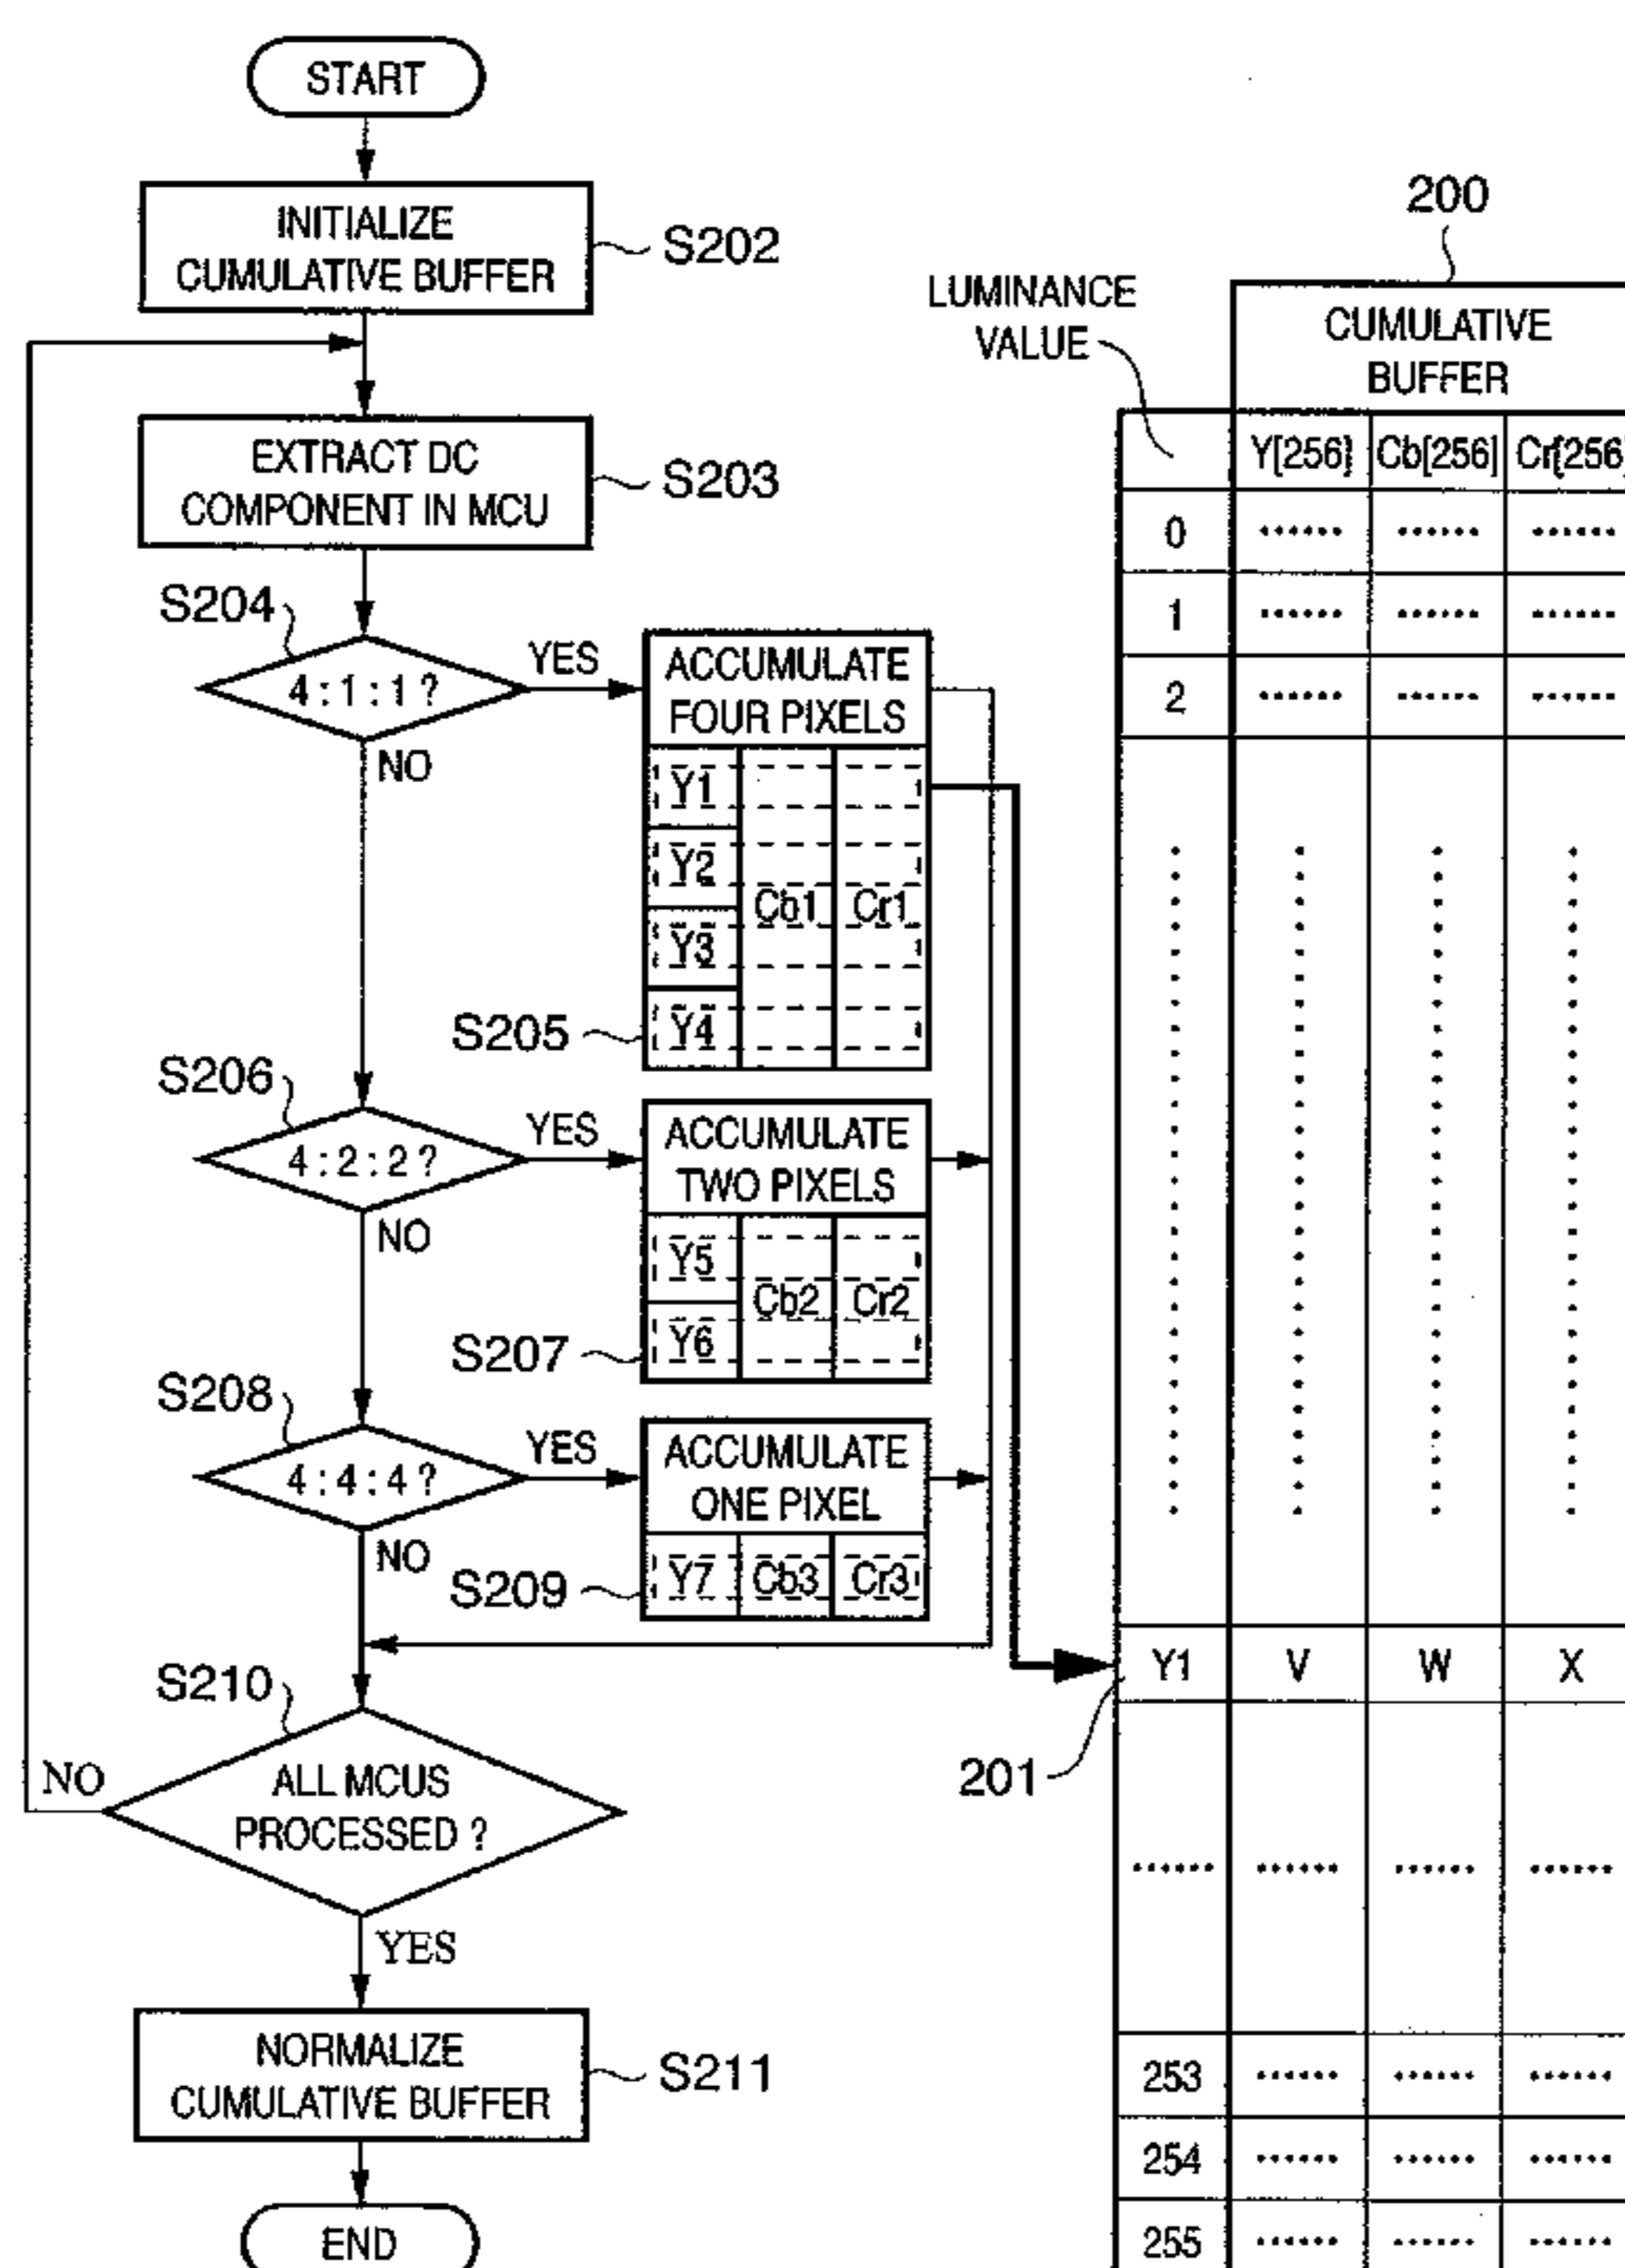 START
INITIALIZE
CUMULATIVE BUFFER
S202
EXTRACT DC
COMPONENT IN MCU
S203
S204
4 : 1 : 1 ?
YES
NO
ACCUMULATE
FOUR PIXELS
Y1
Y2
Cb1 Cr1
Y3
Y4
S205
S206
4 : 2 : 2 ?
YES
NO
ACCUMULATE
TWO PIXELS
Y5
Cb2 Cr2
Y6
S207
S208
4 : 4 : 4 ?
YES
NO
ACCUMULATE
ONE PIXEL
Y7 Cb3 Cr3
S209
S210
ALL MCUS
PROCESSED ?
NO
YES
NORMALIZE
CUMULATIVE BUFFER
S211
END
200
LUMINANCE
VALUE
CUMULATIVE
BUFFER
Y[256] Cb[256] Cr[256
0 ...... ...... ......
1 ...... ...... ......
2 ...... ...... ......
Y1 V W X
201
...... ...... ...... ......
253 ...... ...... ......
254 ...... ...... ......
255 ...... ...... ......